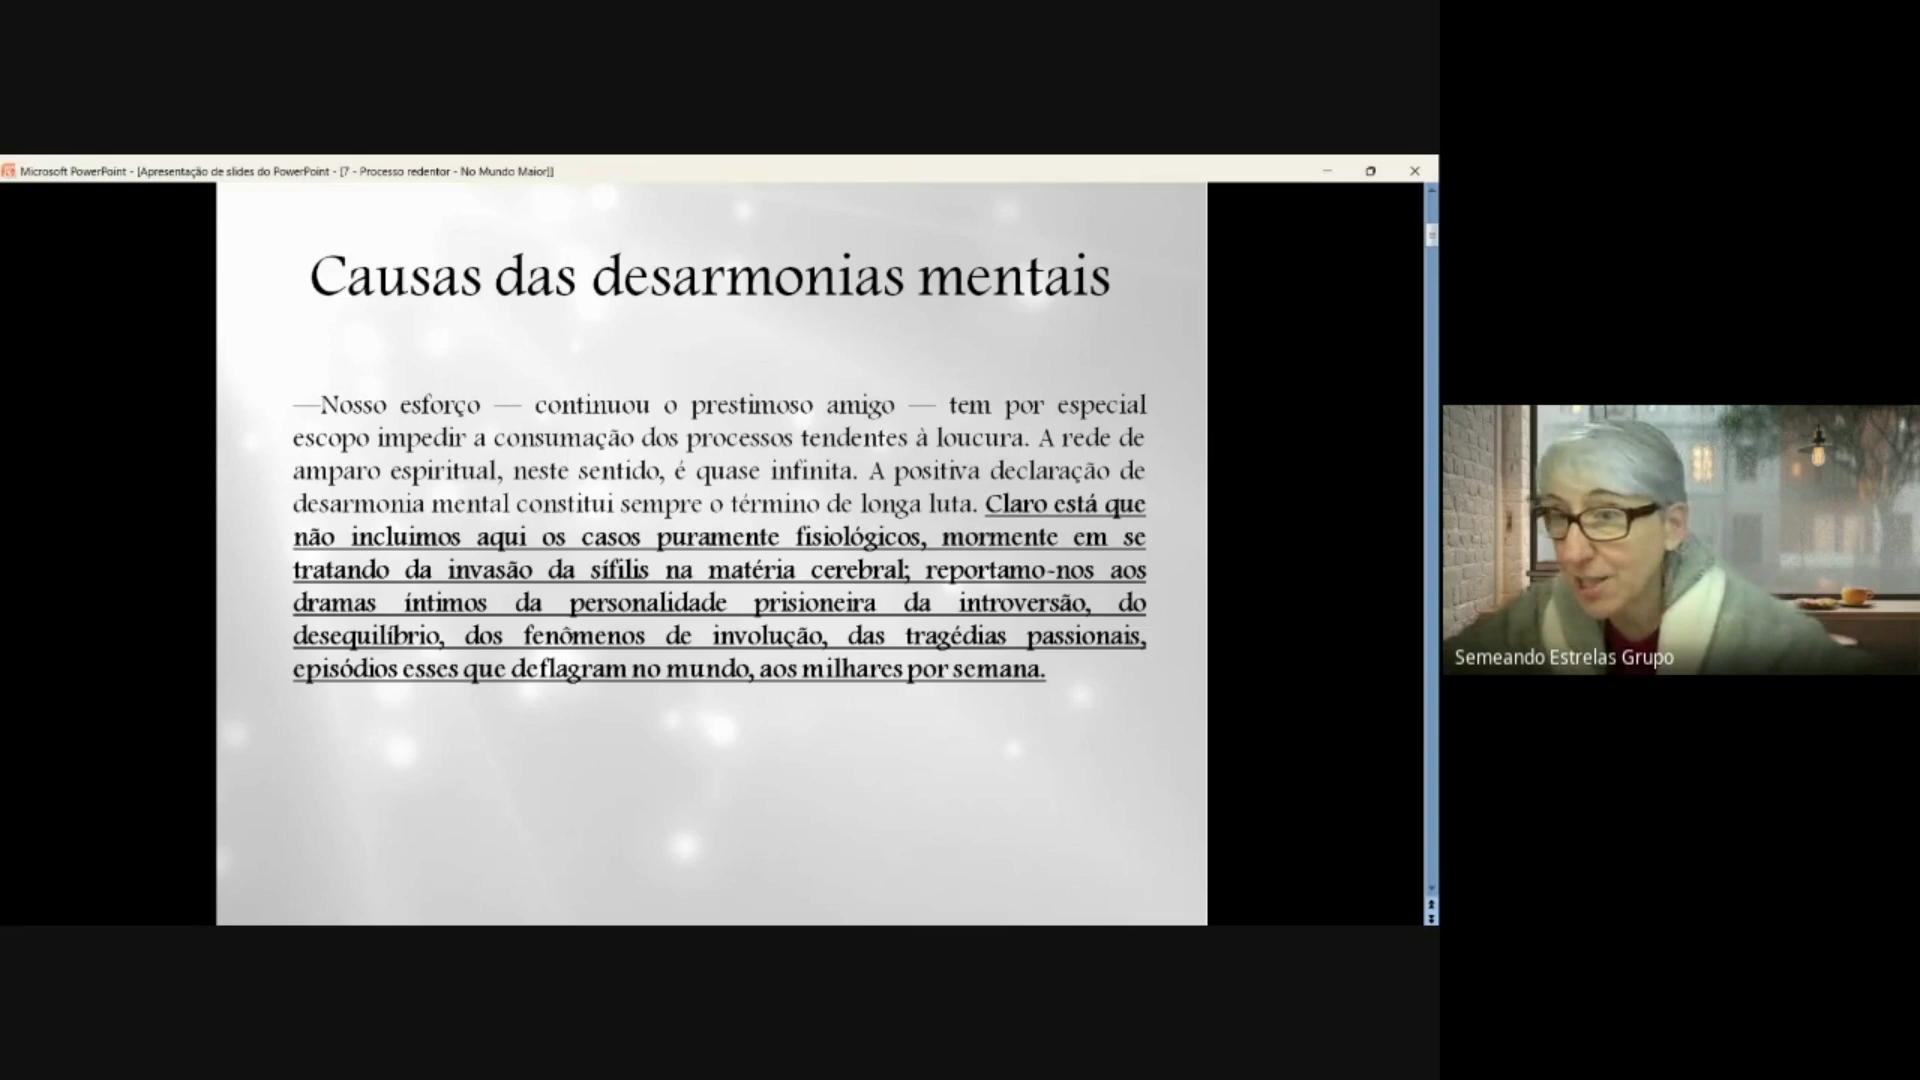 Microsoft PowerPoint - [Apresentação de slides do PowerPoint - [7 - Processo redentor - No Mundo Maior]]
Causas das desarmonias mentais
—Nosso esforço — continuou o prestimoso amigo — tem por especial
escopo impedir a consumação dos processos tendentes à loucura. A rede de
amparo espiritual, neste sentido, é quase infinita. A positiva declaração de
desarmonia mental constitui sempre o término de longa luta. Claro está que
não incluimos aqui os casos puramente fisiológicos, mormente em se
tratando da invasão da sífilis na matéria cerebral; reportamo-nos aos
dramas íntimos da personalidade prisioneira da introversão, do
desequilíbrio, dos fenômenos de involução, das tragédias passionais,
episódios esses que deflagram no mundo, aos milhares por semana.
Semeando Estrelas Grupo